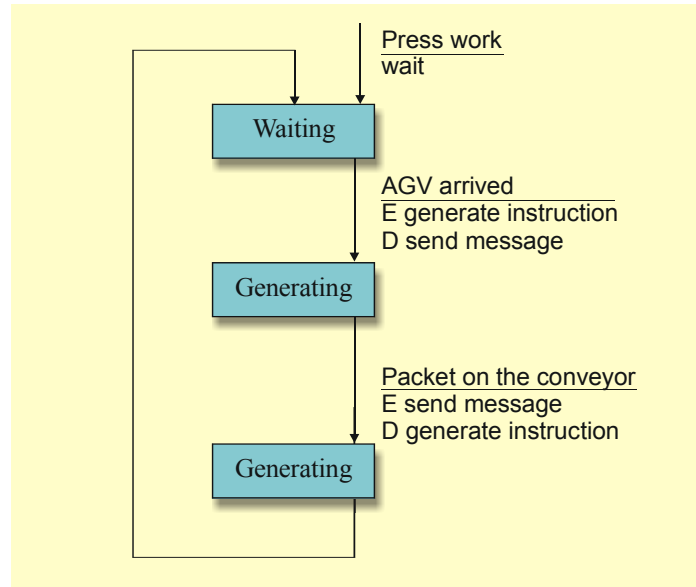 Press work
wait
Waiting
AGV arrived
E generate instruction
D send message
Generating
Packet on the conveyor
E send message
D generate instruction
Generating